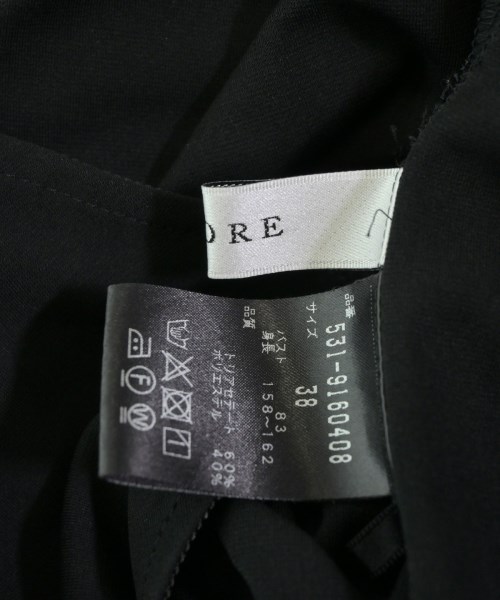 ORE
品番
531-9160408
サイズ
38
バスト 83
身長 158～162
品質
トリアセテート 60%
ポリエステル 40%
F W